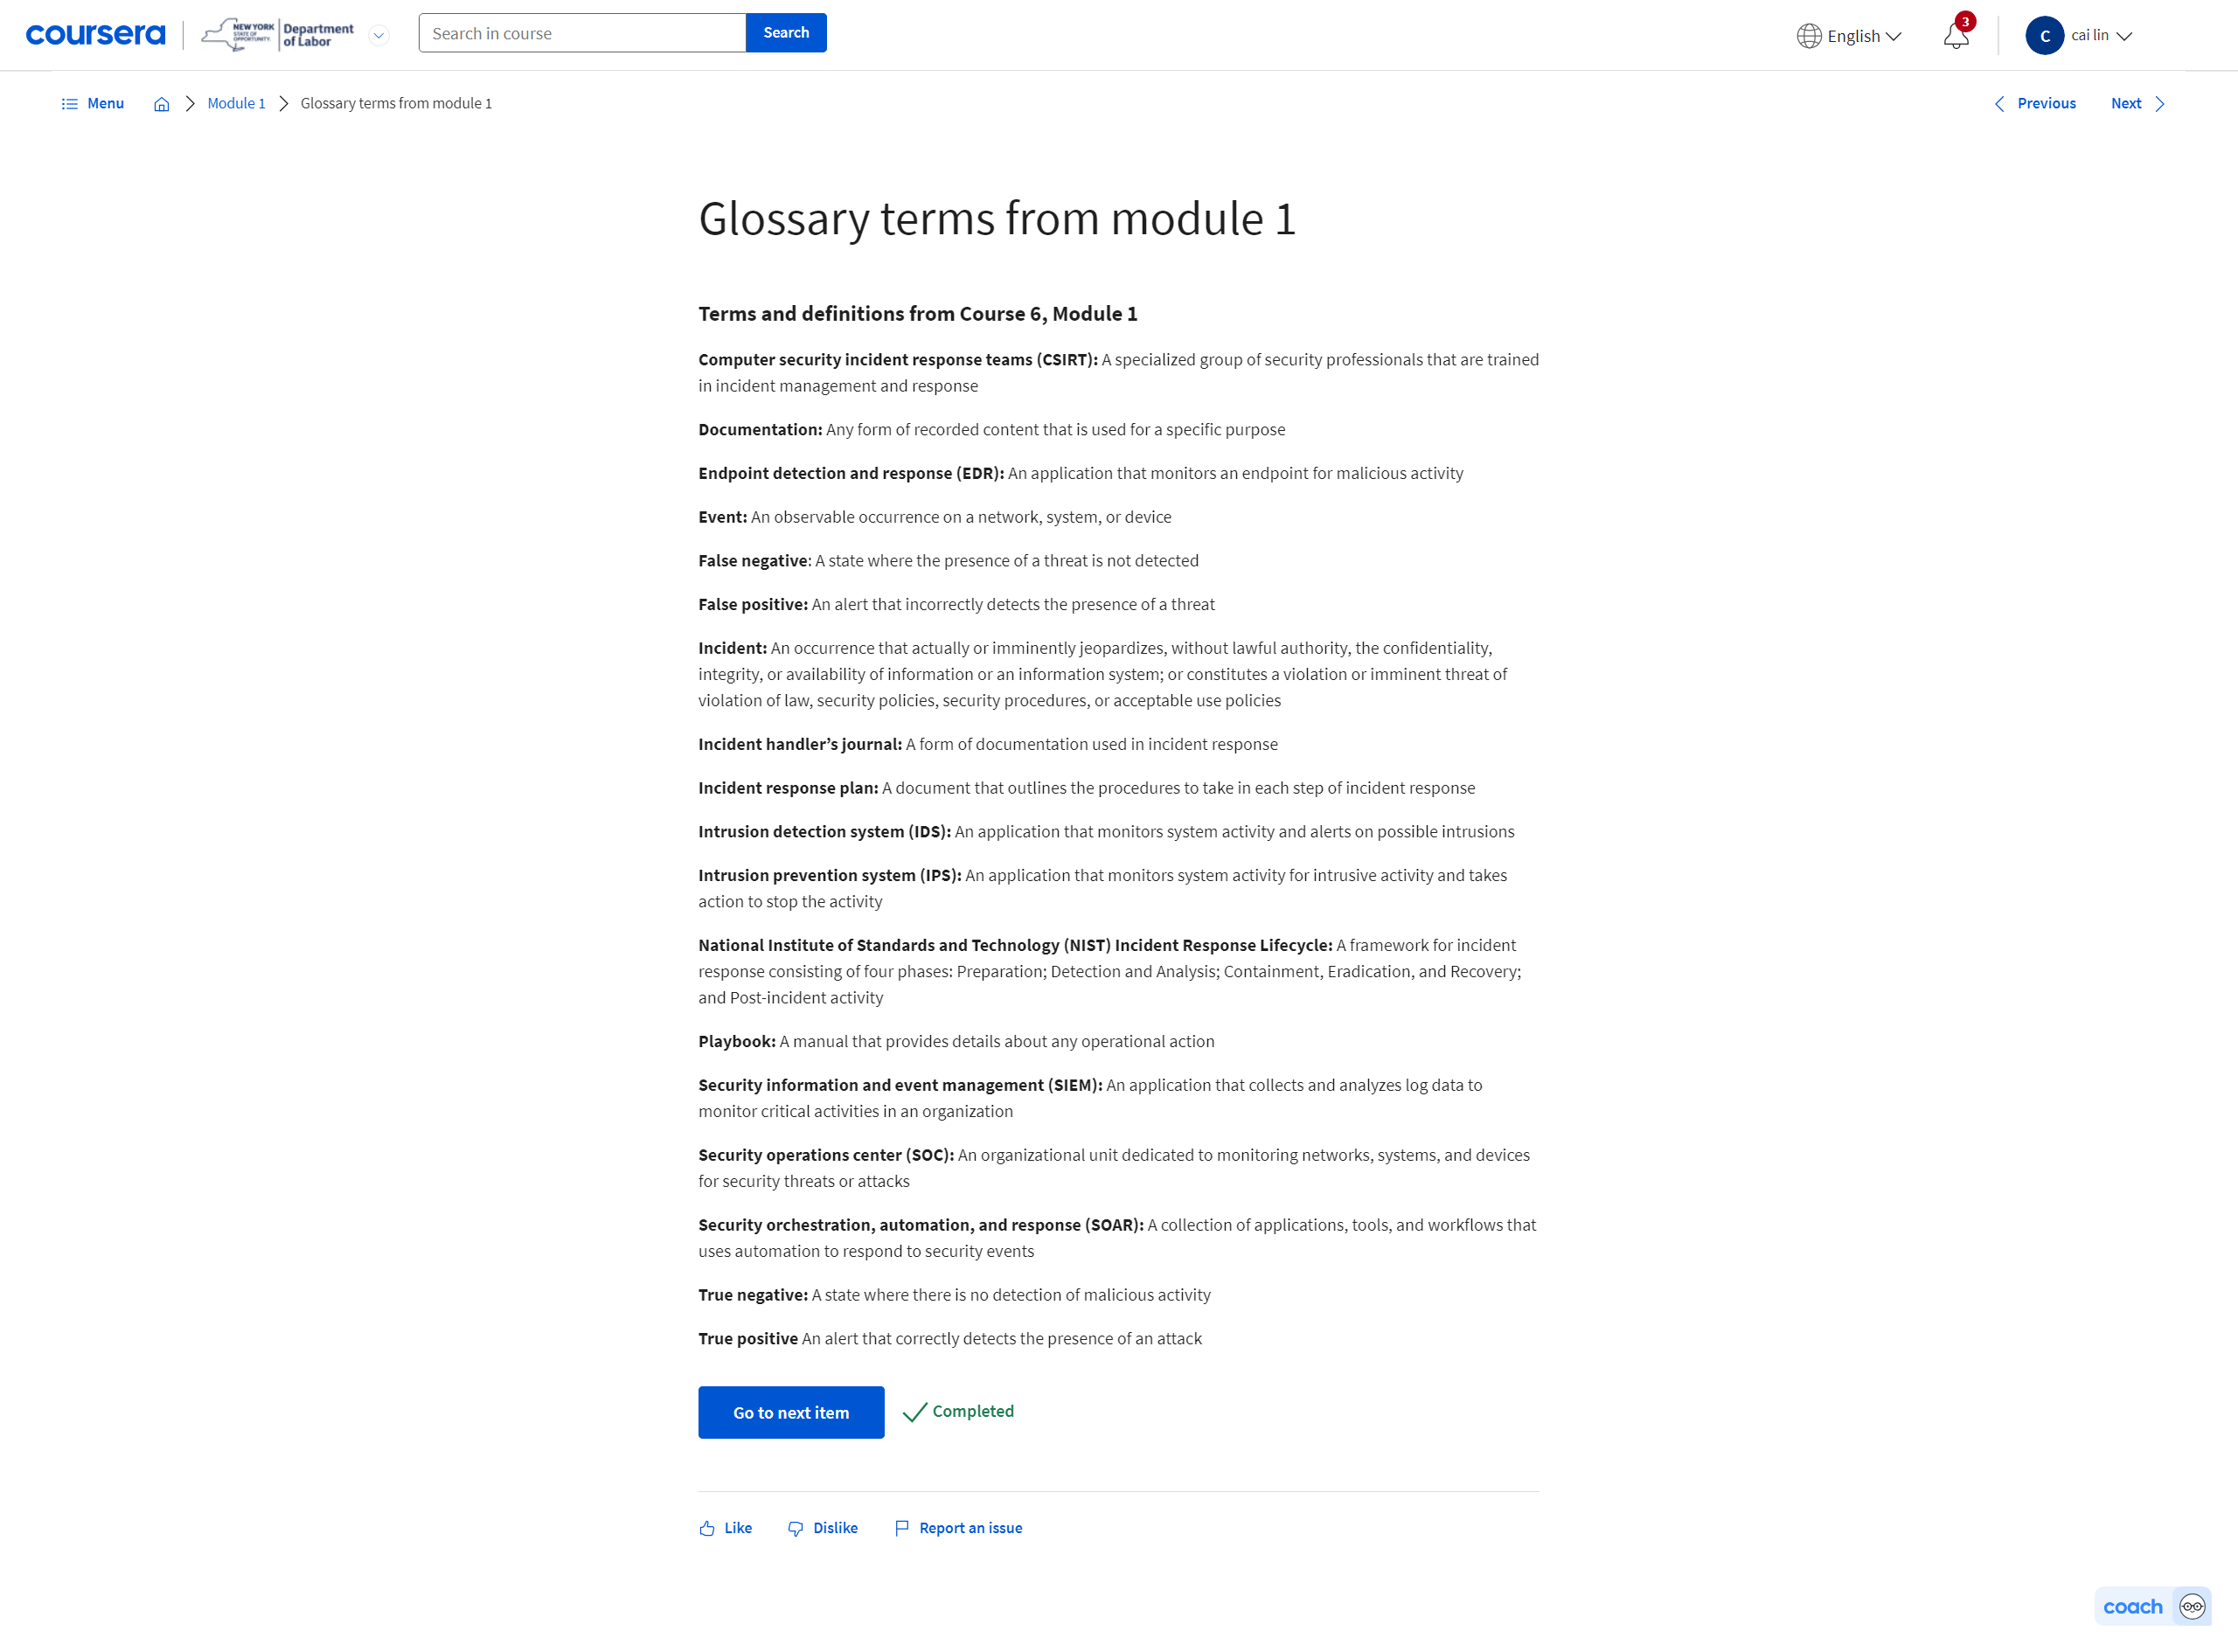 coursera
NEW YORK
STATE OF
OPPORTUNITY.
Department
of Labor
Search in course
Search
English
3
C
cai lin
Menu
Module 1
Glossary terms from module 1
Previous
Next
Glossary terms from module 1
Terms and definitions from Course 6, Module 1
Computer security incident response teams (CSIRT): A specialized group of security professionals that are trained
in incident management and response
Documentation: Any form of recorded content that is used for a specific purpose
Endpoint detection and response (EDR): An application that monitors an endpoint for malicious activity
Event: An observable occurrence on a network, system, or device
False negative: A state where the presence of a threat is not detected
False positive: An alert that incorrectly detects the presence of a threat
Incident: An occurrence that actually or imminently jeopardizes, without lawful authority, the confidentiality,
integrity, or availability of information or an information system; or constitutes a violation or imminent threat of
violation of law, security policies, security procedures, or acceptable use policies
Incident handler’s journal: A form of documentation used in incident response
Incident response plan: A document that outlines the procedures to take in each step of incident response
Intrusion detection system (IDS): An application that monitors system activity and alerts on possible intrusions
Intrusion prevention system (IPS): An application that monitors system activity for intrusive activity and takes
action to stop the activity
National Institute of Standards and Technology (NIST) Incident Response Lifecycle: A framework for incident
response consisting of four phases: Preparation; Detection and Analysis; Containment, Eradication, and Recovery;
and Post-incident activity
Playbook: A manual that provides details about any operational action
Security information and event management (SIEM): An application that collects and analyzes log data to
monitor critical activities in an organization
Security operations center (SOC): An organizational unit dedicated to monitoring networks, systems, and devices
for security threats or attacks
Security orchestration, automation, and response (SOAR): A collection of applications, tools, and workflows that
uses automation to respond to security events
True negative: A state where there is no detection of malicious activity
True positive An alert that correctly detects the presence of an attack
Go to next item
Completed
Like
Dislike
Report an issue
coach